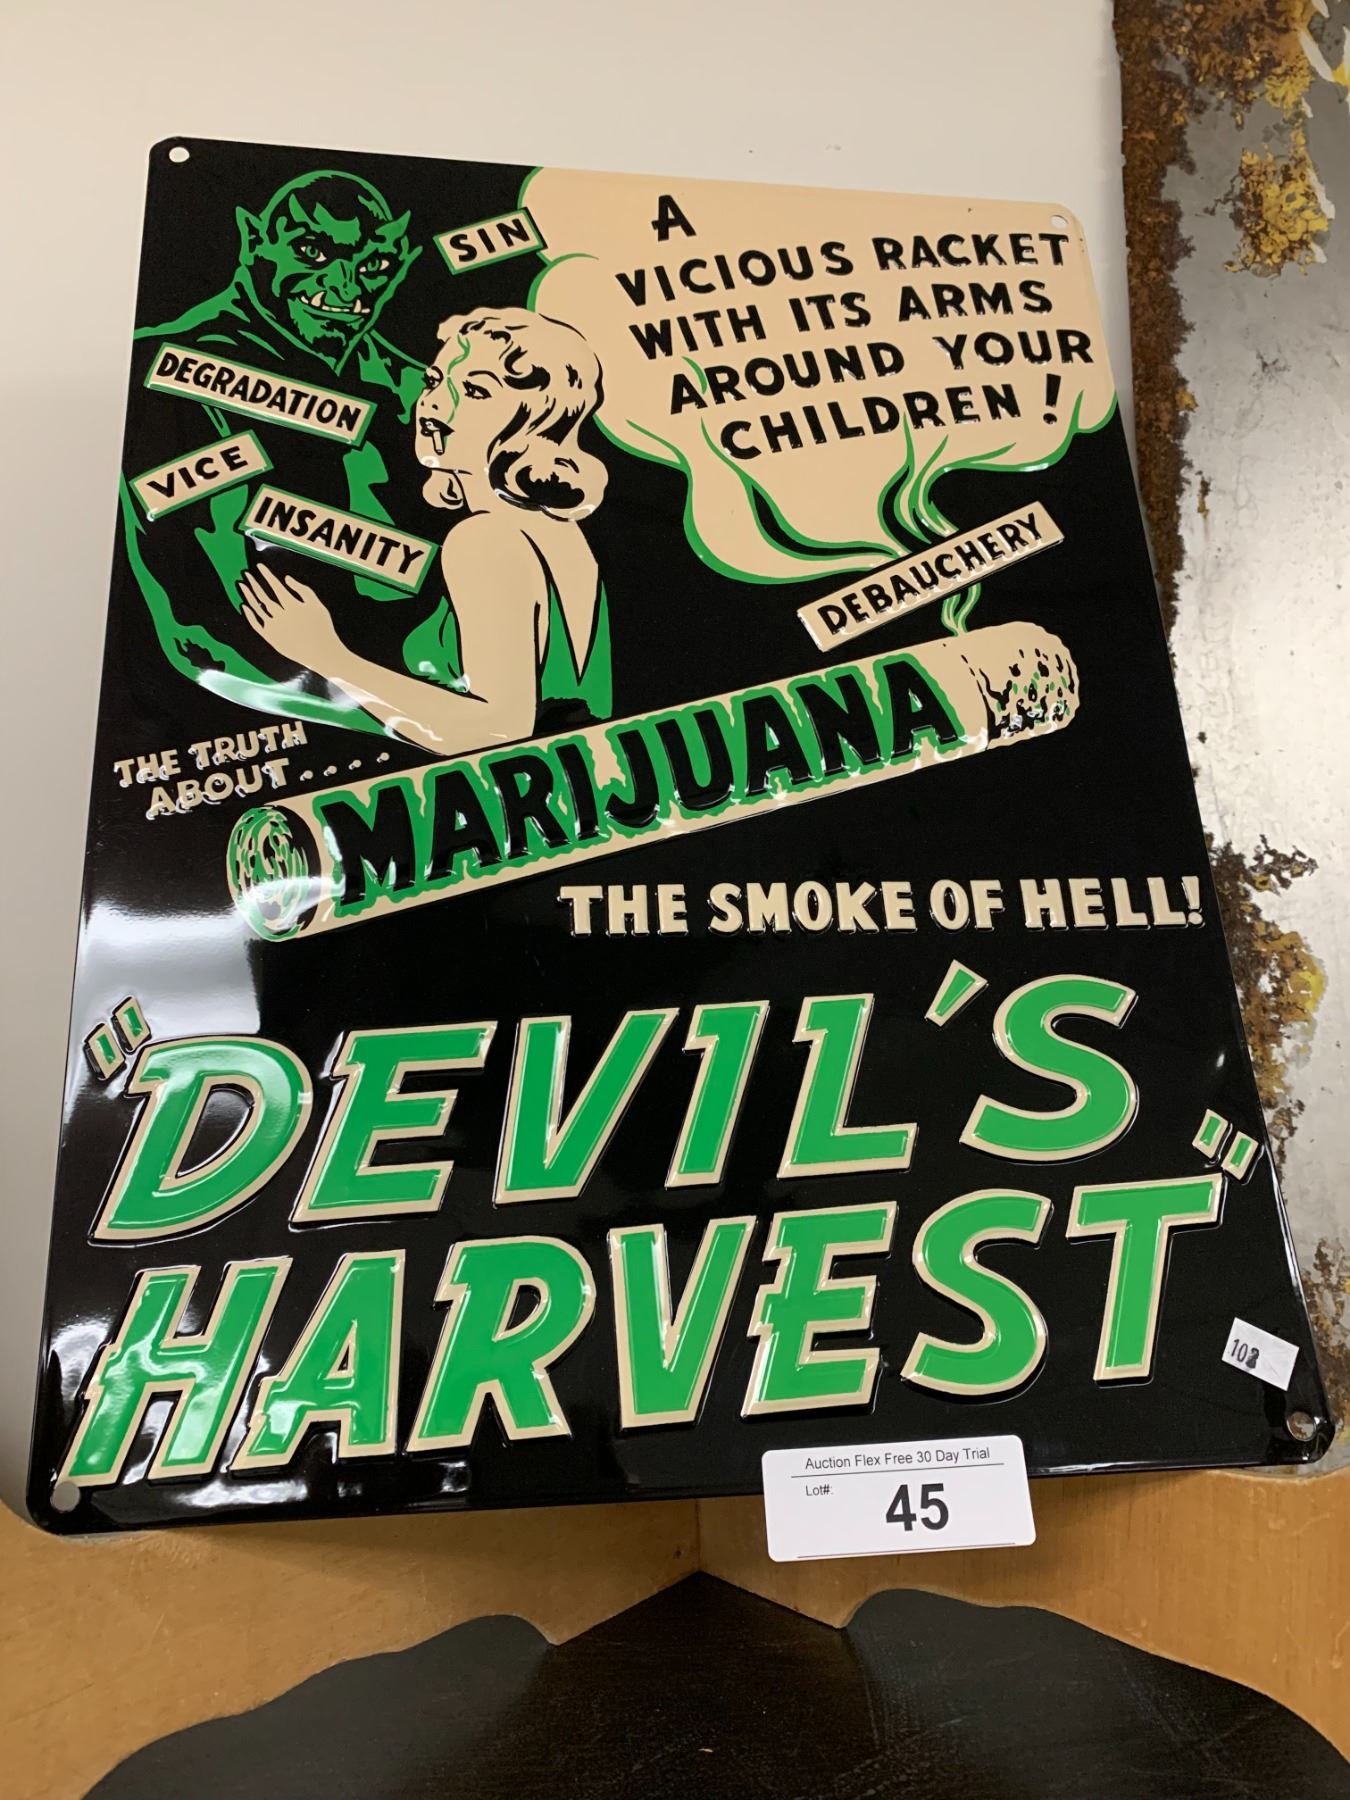 SIN
A
VICIOUS RACKET
WITH ITS ARMS
AROUND YOUR
CHILDREN!
DEGRADATION
VICE
INSANITY
DEBAUCHERY
THE TRUTH
ABOUT....
MARIJUANA
THE SMOKE OF HELL!
"DEVIL'S
HARVEST"
Auction Flex Free 30 Day Trial
Lot#:
45